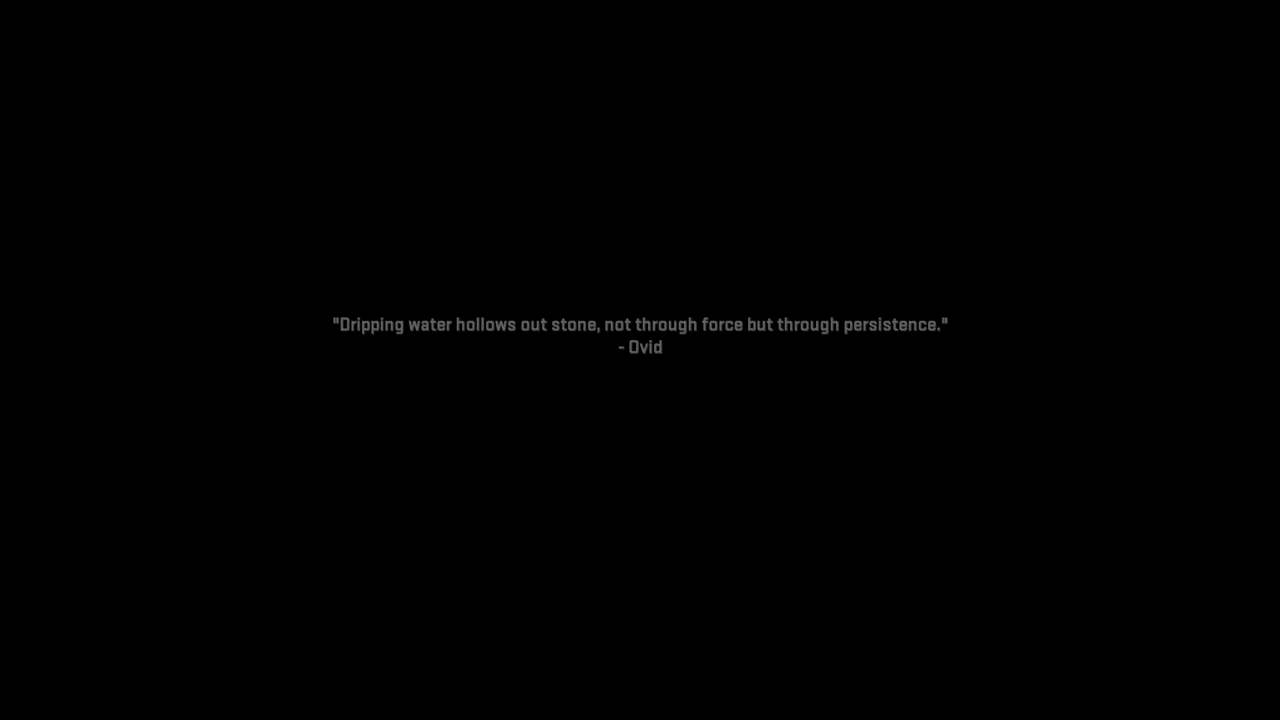 "Dripping water hollows out stone, not through force but through persistence."
- Ovid